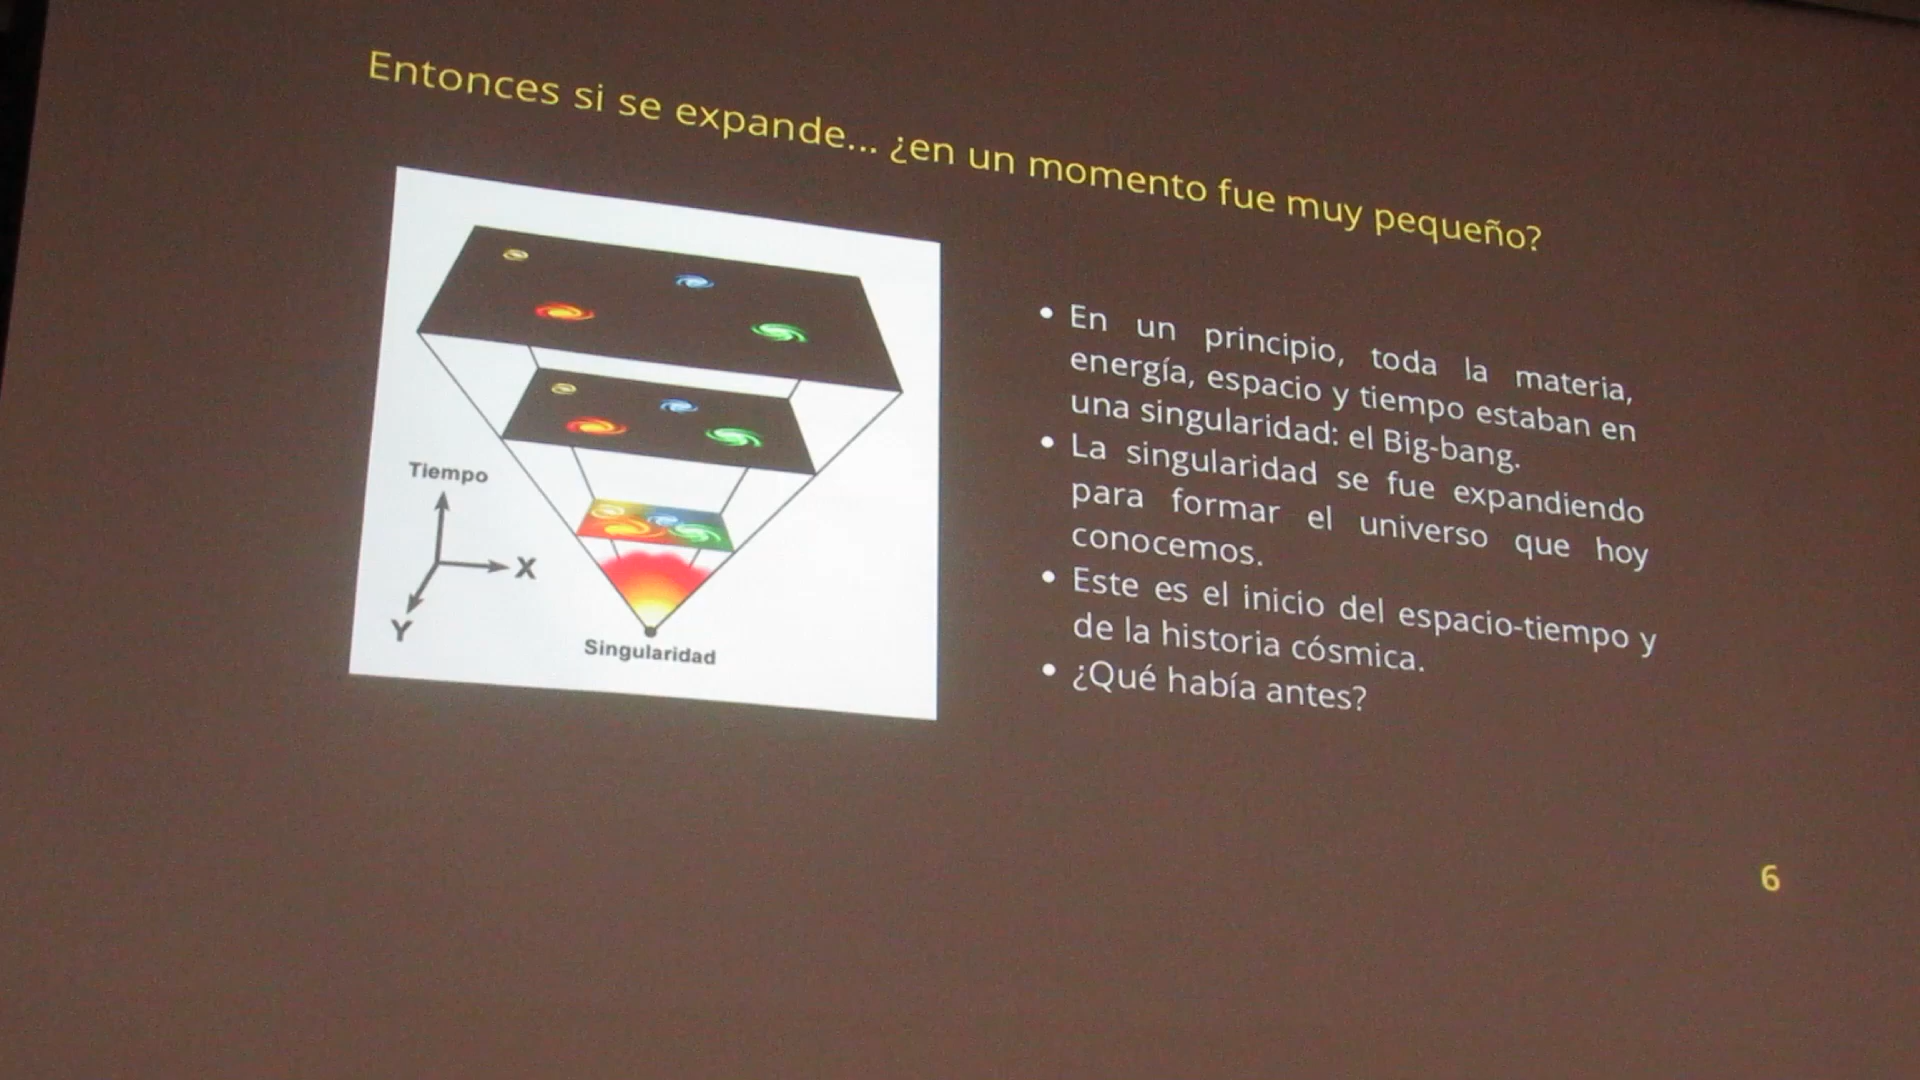 Entonces si se expande... ¿en un momento fue muy pequeño?
Tiempo
X
Y
Singularidad
• En un principio, toda la materia,
energía, espacio y tiempo estaban en
una singularidad: el Big-bang.
• La singularidad se fue expandiendo
para formar el universo que hoy
conocemos.
• Este es el inicio del espacio-tiempo y
de la historia cósmica.
• ¿Qué había antes?
6